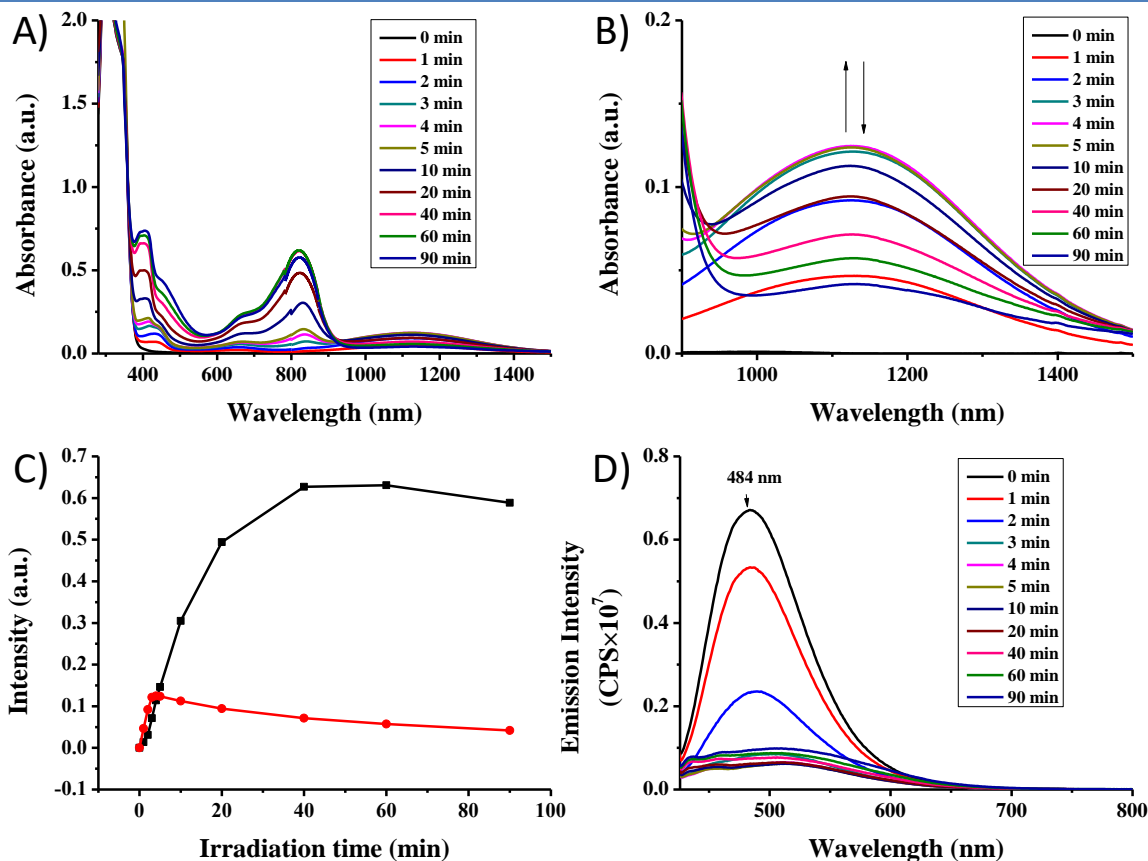 A)
Absorbance (a.u.)
2.0
1.5
1.0
0.5
0.0
400 600 800 1000 1200 1400
Wavelength (nm)
0 min
1 min
2 min
3 min
4 min
5 min
10 min
20 min
40 min
60 min
90 min
B)
Absorbance (a.u.)
0.2
0.1
0.0
1000 1200 1400
Wavelength (nm)
0 min
1 min
2 min
3 min
4 min
5 min
10 min
20 min
40 min
60 min
90 min
C)
Intensity (a.u.)
0.7
0.6
0.5
0.4
0.3
0.2
0.1
0.0
-0.1
0 20 40 60 80 100
Irradiation time (min)
D)
Emission Intensity
(CPS×10⁷)
0.8
0.6
0.4
0.2
0.0
500 600 700 800
Wavelength (nm)
484 nm
0 min
1 min
2 min
3 min
4 min
5 min
10 min
20 min
40 min
60 min
90 min